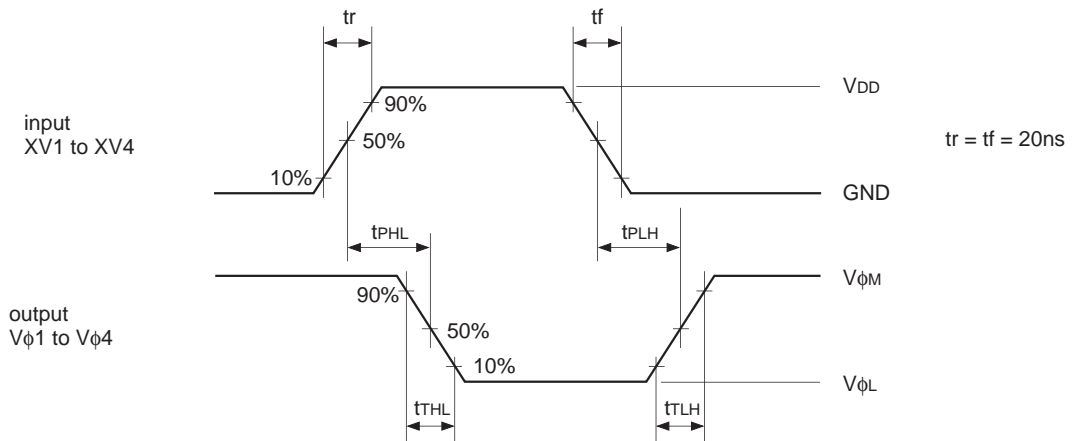 tr
tf
VDD
90%
input
XV1 to XV4
50%
tr = tf = 20ns
10%
GND
tPHL
tPLH
VϕM
90%
output
Vϕ1 to Vϕ4
50%
10%
VϕL
tTHL
tTLH